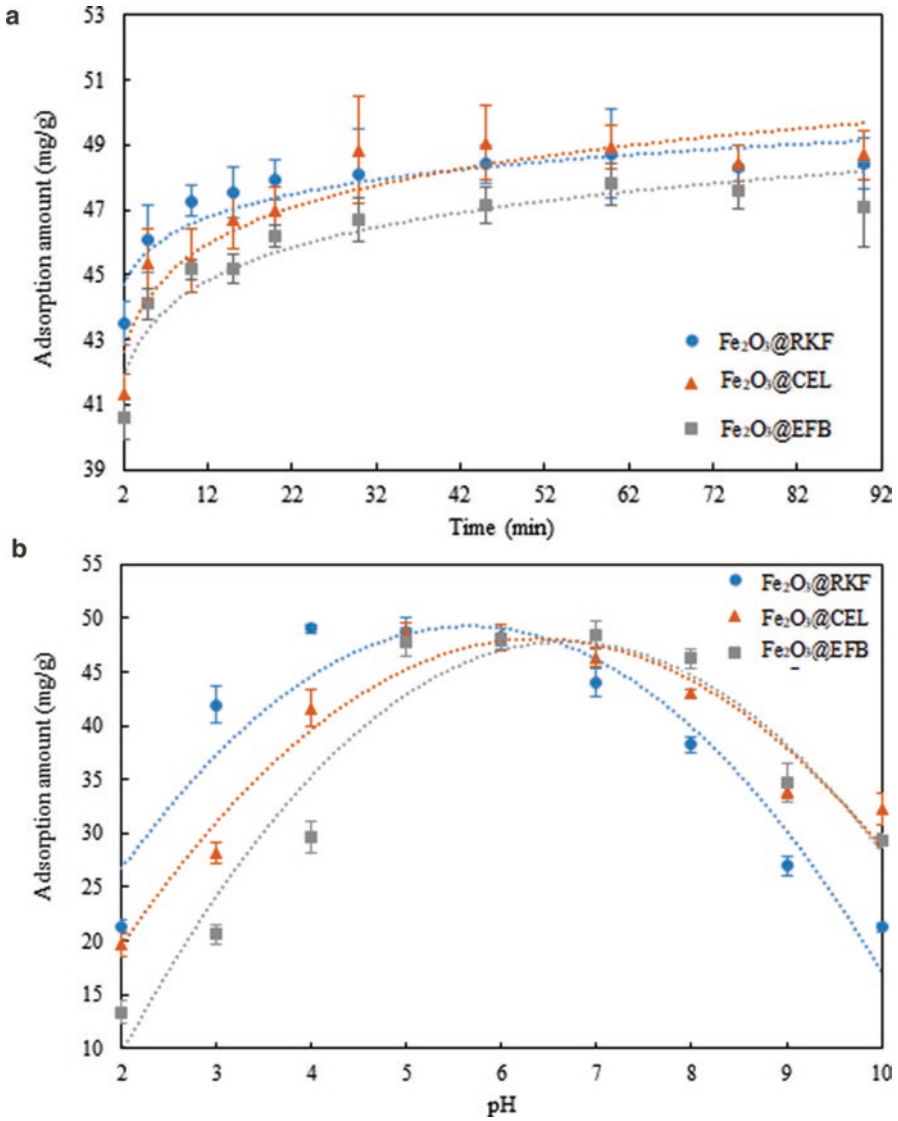 a
53
51
49
47
45
43
41
39
Adsorption amount (mg/g)
Fe₂O₃@RKF
Fe₂O₃@CEL
Fe₂O₃@EFB
2 12 22 32 42 52 62 72 82 92
Time (min)
b
55
50
45
40
35
30
25
20
15
10
Adsorption amount (mg/g)
Fe₂O₃@RKF
Fe₂O₃@CEL
Fe₂O₃@EFB
2 3 4 5 6 7 8 9 10
pH